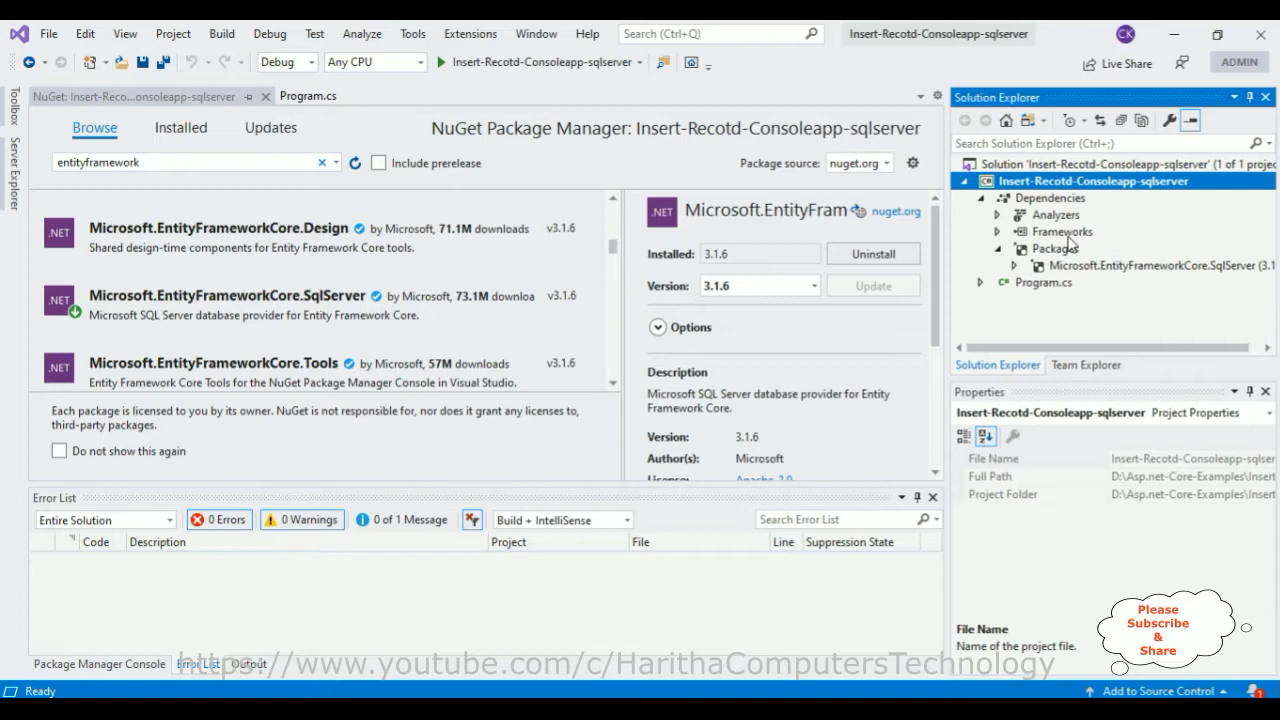 File Edit View Project Build Debug Test Analyze Tools Extensions Window Help Search (Ctrl+Q) Insert-Recotd-Consoleapp-sqlserver CK
Debug Any CPU Insert-Recotd-Consoleapp-sqlserver Live Share ADMIN
Toolbox
Server Explorer
NuGet: Insert-Reco...onsoleapp-sqlserver Program.cs
Browse Installed Updates NuGet Package Manager: Insert-Recotd-Consoleapp-sqlserver
entityframework Include prerelease Package source: nuget.org
.NET Microsoft.EntityFrameworkCore.Design by Microsoft, 71.1M downloads v3.1.6
Shared design-time components for Entity Framework Core tools.
.NET Microsoft.EntityFrameworkCore.SqlServer by Microsoft, 73.1M downloa v3.1.6
Microsoft SQL Server database provider for Entity Framework Core.
.NET Microsoft.EntityFrameworkCore.Tools by Microsoft, 57M downloads v3.1.6
Entity Framework Core Tools for the NuGet Package Manager Console in Visual Studio.
Each package is licensed to you by its owner. NuGet is not responsible for, nor does it grant any licenses to,
third-party packages.
Do not show this again
.NET Microsoft.EntityFram nuget.org
Installed: 3.1.6 Uninstall
Version: 3.1.6 Update
Options
Description
Microsoft SQL Server database provider for Entity
Framework Core.
Version: 3.1.6
Author(s): Microsoft
Error List
Entire Solution 0 Errors 0 Warnings 0 of 1 Message Build + IntelliSense Search Error List
Code Description Project File Line Suppression State
Package Manager Console Error List Output
Solution Explorer
Search Solution Explorer (Ctrl+;)
Solution 'Insert-Recotd-Consoleapp-sqlserver' (1 of 1 projec
Insert-Recotd-Consoleapp-sqlserver
Dependencies
Analyzers
Frameworks
Packages
Microsoft.EntityFrameworkCore.SqlServer (3.1
Program.cs
Solution Explorer Team Explorer
Properties
Insert-Recotd-Consoleapp-sqlserver Project Properties
File Name Insert-Recotd-Consoleapp-sqlser
Full Path D:\Asp.net-Core-Examples\Insert
Project Folder D:\Asp.net-Core-Examples\Insert
File Name
Name of the project file.
Please
Subscribe
&
Share
https://www.youtube.com/c/HarithaComputersTechnology
Ready Add to Source Control 1